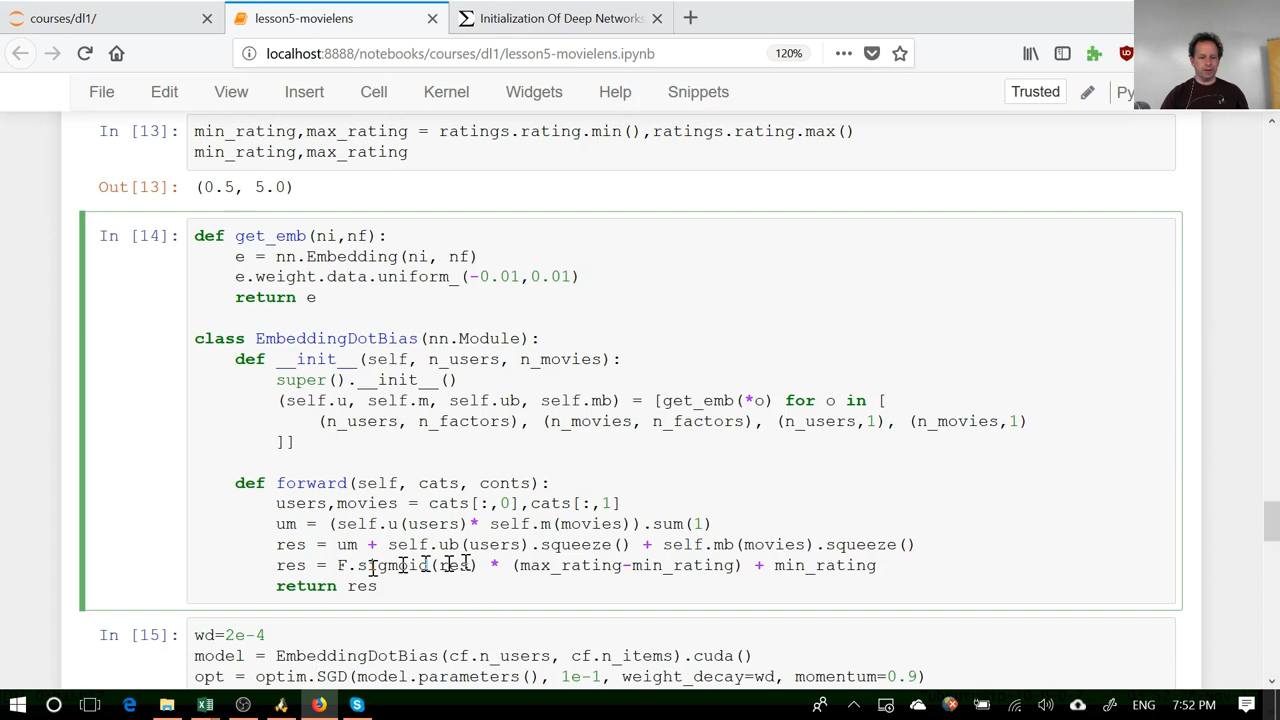 courses/dl1/
lesson5-movielens
Initialization Of Deep Networks
localhost:8888/notebooks/courses/dl1/lesson5-movielens.ipynb
120%
File Edit View Insert Cell Kernel Widgets Help Snippets
Trusted
Py
In [13]:
min_rating,max_rating = ratings.rating.min(),ratings.rating.max()
min_rating,max_rating
Out[13]: (0.5, 5.0)
In [14]:
def get_emb(ni,nf):
    e = nn.Embedding(ni, nf)
    e.weight.data.uniform_(-0.01,0.01)
    return e
class EmbeddingDotBias(nn.Module):
    def __init__(self, n_users, n_movies):
        super().__init__()
        (self.u, self.m, self.ub, self.mb) = [get_emb(*o) for o in [
            (n_users, n_factors), (n_movies, n_factors), (n_users,1), (n_movies,1)
        ]]
    def forward(self, cats, conts):
        users,movies = cats[:,0],cats[:,1]
        um = (self.u(users)* self.m(movies)).sum(1)
        res = um + self.ub(users).squeeze() + self.mb(movies).squeeze()
        res = F.sigmoid(res) * (max_rating-min_rating) + min_rating
        return res
In [15]:
wd=2e-4
model = EmbeddingDotBias(cf.n_users, cf.n_items).cuda()
opt = optim.SGD(model.parameters(), 1e-1, weight_decay=wd, momentum=0.9)
ENG
7:52 PM